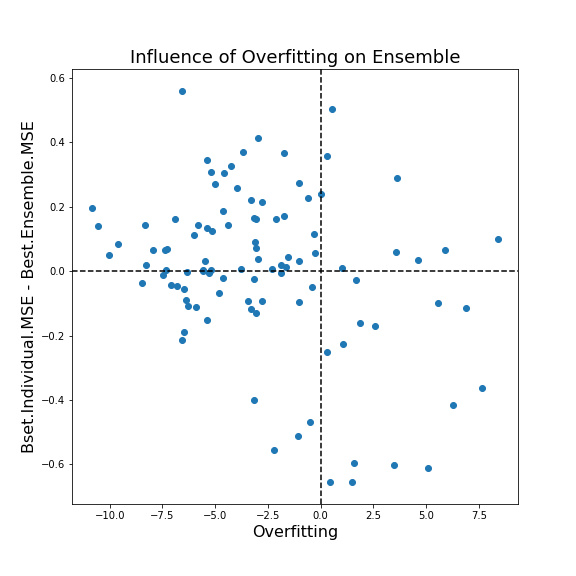 Influence of Overfitting on Ensemble
Bset.Individual.MSE - Best.Ensemble.MSE
0.6
0.4
0.2
0.0
−0.2
−0.4
−0.6
−10.0 −7.5 −5.0 −2.5 0.0 2.5 5.0 7.5
Overfitting